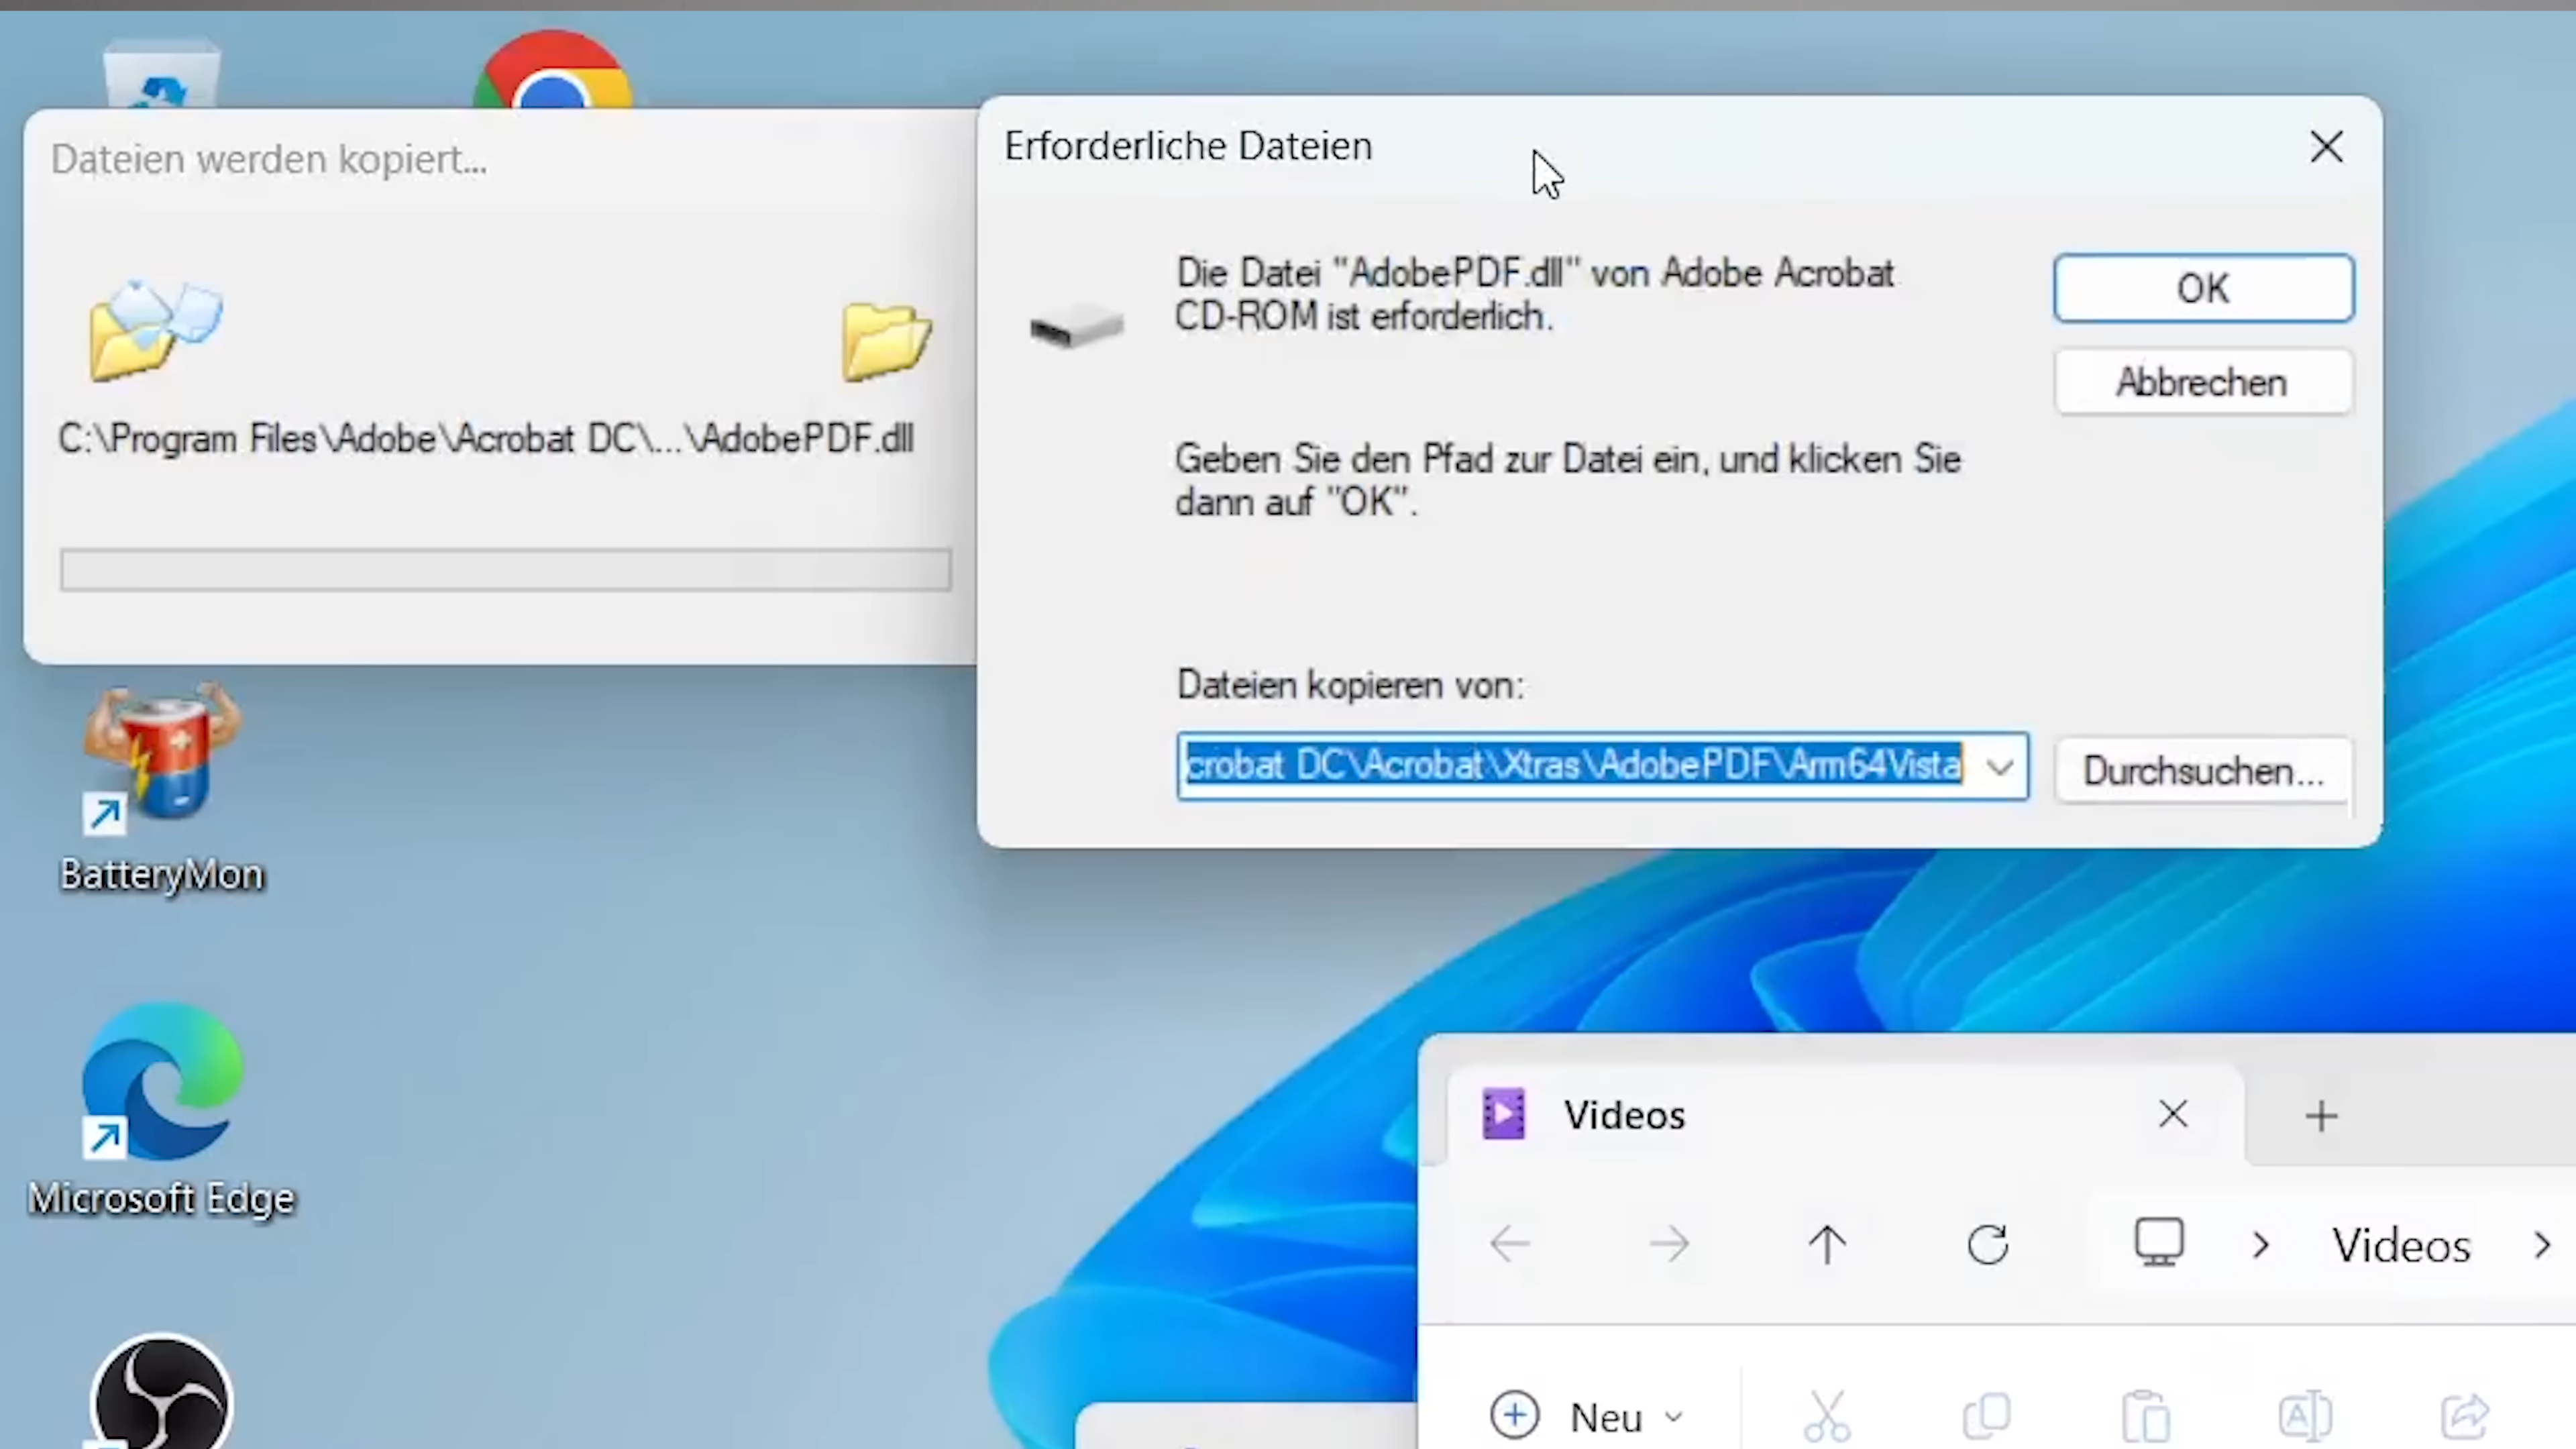 Dateien werden kopiert...
C:\Program Files\Adobe\Acrobat DC\...\AdobePDF.dll
Erforderliche Dateien
Die Datei "AdobePDF.dll" von Adobe Acrobat
CD-ROM ist erforderlich.
OK
Abbrechen
Geben Sie den Pfad zur Datei ein, und klicken Sie
dann auf "OK".
Dateien kopieren von:
crobat DC\Acrobat\Xtras\AdobePDF\Arm64Vista
Durchsuchen...
BatteryMon
Microsoft Edge
Videos
Videos
Neu